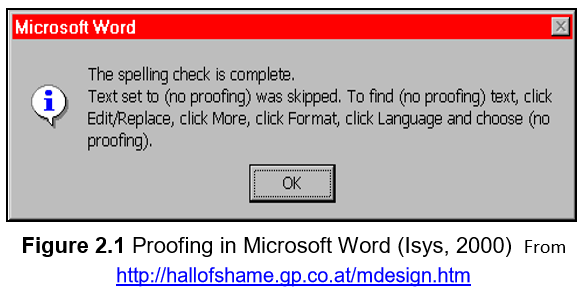 Microsoft Word
The spelling check is complete.
Text set to (no proofing) was skipped. To find (no proofing) text, click
Edit/Replace, click More, click Format, click Language and choose (no
proofing).
OK
Figure 2.1 Proofing in Microsoft Word (Isys, 2000) From
http://hallofshame.gp.co.at/mdesign.htm